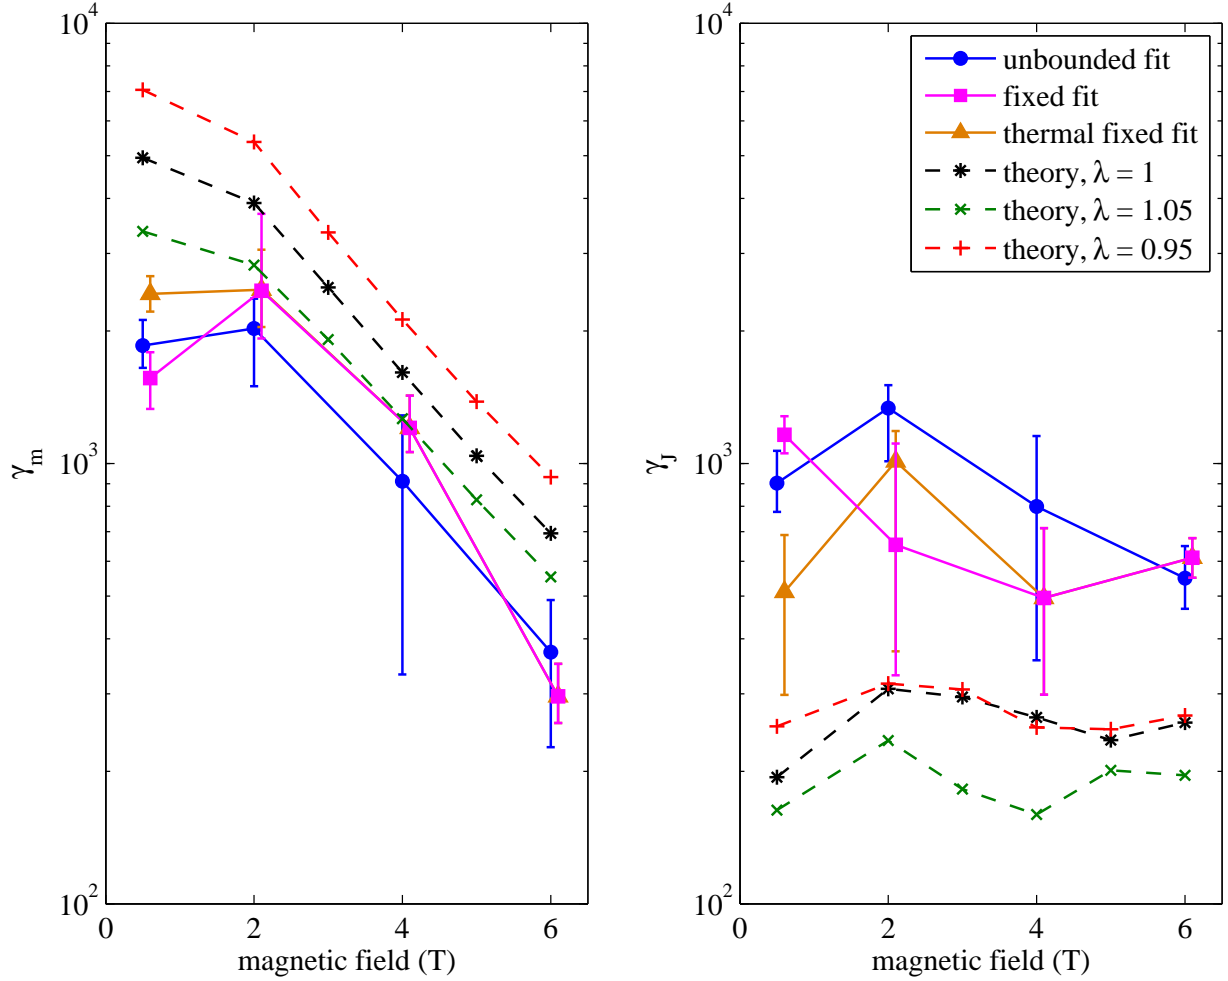 10^4
10^3
10^2
γ_m
0
2
4
6
magnetic field (T)
10^4
10^3
10^2
γ_J
0
2
4
6
magnetic field (T)
unbounded fit
fixed fit
thermal fixed fit
theory, λ = 1
theory, λ = 1.05
theory, λ = 0.95